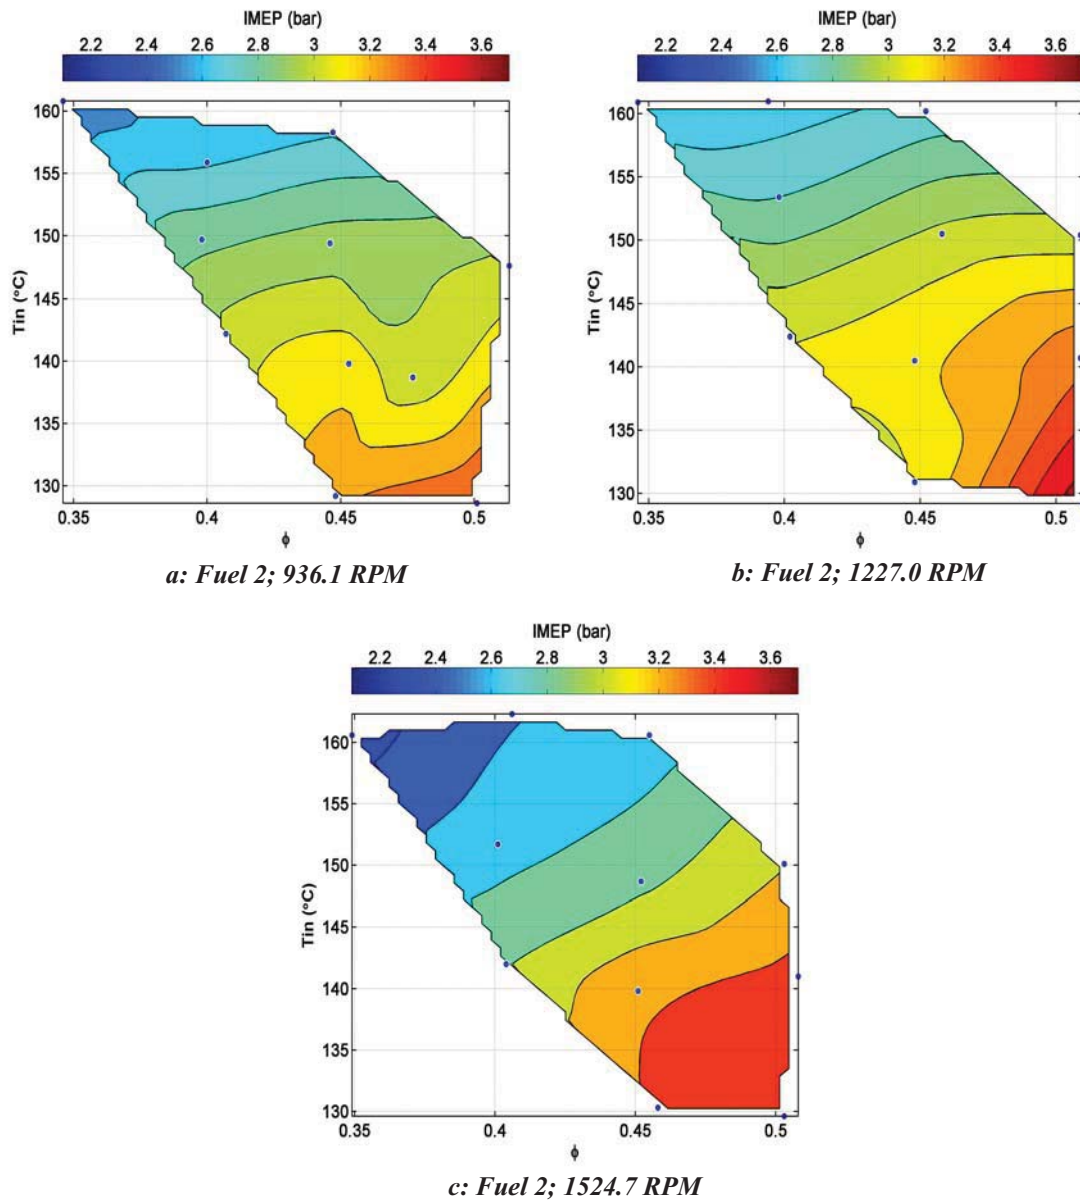 IMEP (bar)
2.2 2.4 2.6 2.8 3 3.2 3.4 3.6
160
155
150
145
140
135
130
Tin (°C)
0.35 0.4 0.45 0.5
ϕ
a: Fuel 2; 936.1 RPM
IMEP (bar)
2.2 2.4 2.6 2.8 3 3.2 3.4 3.6
160
155
150
145
140
135
130
Tin (°C)
0.35 0.4 0.45 0.5
ϕ
b: Fuel 2; 1227.0 RPM
IMEP (bar)
2.2 2.4 2.6 2.8 3 3.2 3.4 3.6
160
155
150
145
140
135
130
Tin (°C)
0.35 0.4 0.45 0.5
ϕ
c: Fuel 2; 1524.7 RPM